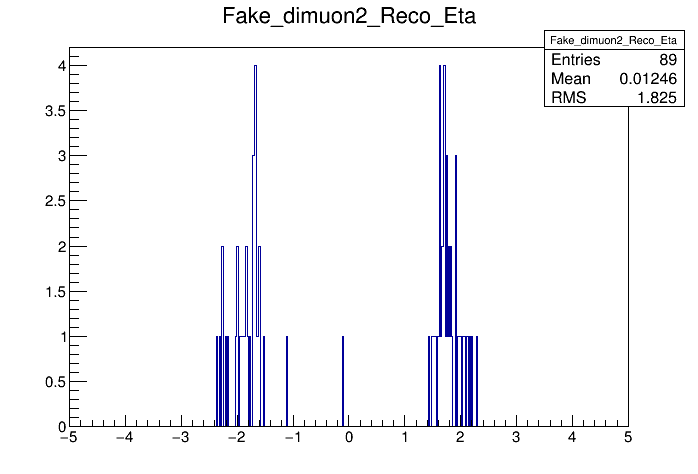 Fake_dimuon2_Reco_Eta
Fake_dimuon2_Reco_Eta
Entries 89
Mean 0.01246
RMS 1.825
4
3.5
3
2.5
2
1.5
1
0.5
0
−5 −4 −3 −2 −1 0 1 2 3 4 5